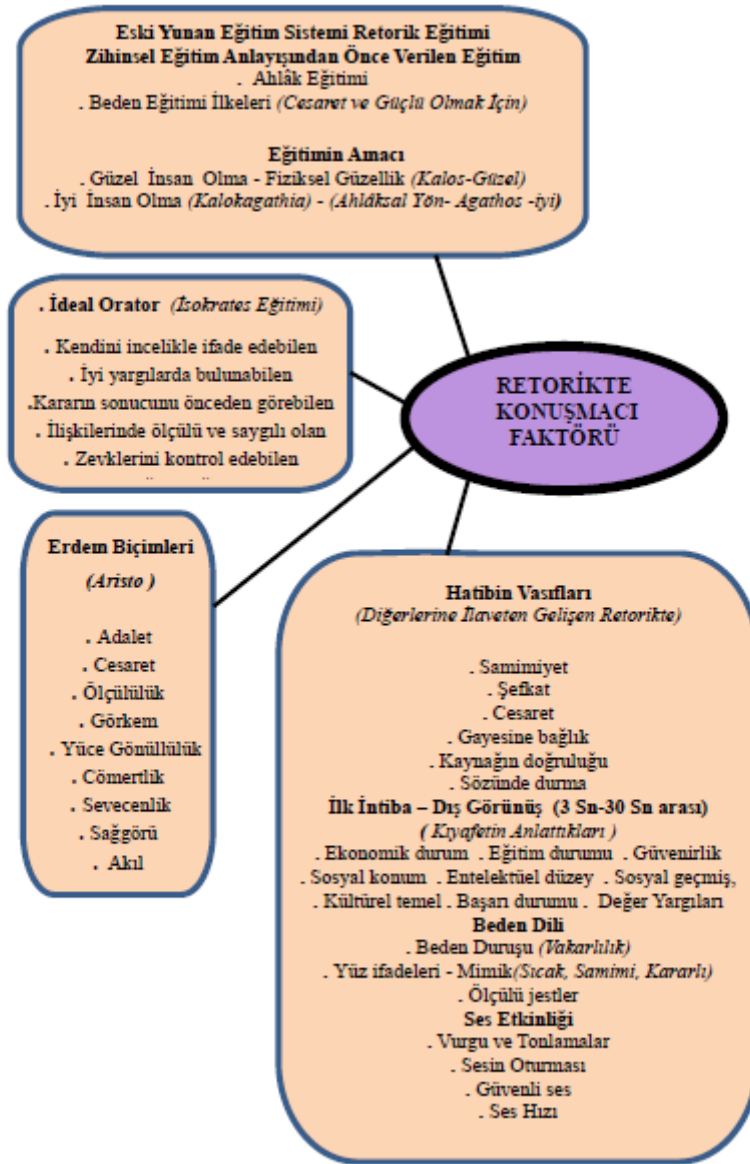 Eski Yunan Eğitim Sistemi Retorik Eğitimi
Zihinsel Eğitim Anlayışından Önce Verilen Eğitim
. Ahlâk Eğitimi
. Beden Eğitimi İlkeleri (Cesaret ve Güçlü Olmak İçin)
Eğitimin Amacı
. Güzel İnsan Olma - Fiziksel Güzellik (Kalos-Güzel)
. İyi İnsan Olma (Kalokagathia) - (Ahlâksal Yön- Agathos -iyi)
. İdeal Orator (İsokrates Eğitimi)
. Kendini incelikle ifade edebilen
. İyi yargılarda bulunabilen
.Kararın sonucunu önceden görebilen
. İlişkilerinde ölçülü ve saygılı olan
. Zevklerini kontrol edebilen
RETORİKTE
KONUŞMACI
FAKTÖRÜ
Erdem Biçimleri
(Aristo )
. Adalet
. Cesaret
. Ölçülülük
. Görkem
. Yüce Gönüllülük
. Cömertlik
. Sevecenlik
. Sağgörü
. Akıl
Hatibin Vasıfları
(Diğerlerine İlaveten Gelişen Retorikte)
. Samimiyet
. Şefkat
. Cesaret
. Gayesine bağlık
. Kaynağın doğruluğu
. Sözünde durma
İlk İntiba – Dış Görünüş (3 Sn-30 Sn arası)
( Kıyafetin Anlattıkları )
. Ekonomik durum . Eğitim durumu . Güvenirlik
. Sosyal konum . Entelektüel düzey . Sosyal geçmiş,
. Kültürel temel . Başarı durumu . Değer Yargıları
Beden Dili
. Beden Duruşu (Vakarlılık)
. Yüz ifadeleri - Mimik(Sıcak, Samimi, Kararlı)
. Ölçülü jestler
Ses Etkinliği
. Vurgu ve Tonlamalar
. Sesin Oturması
. Güvenli ses
. Ses Hızı